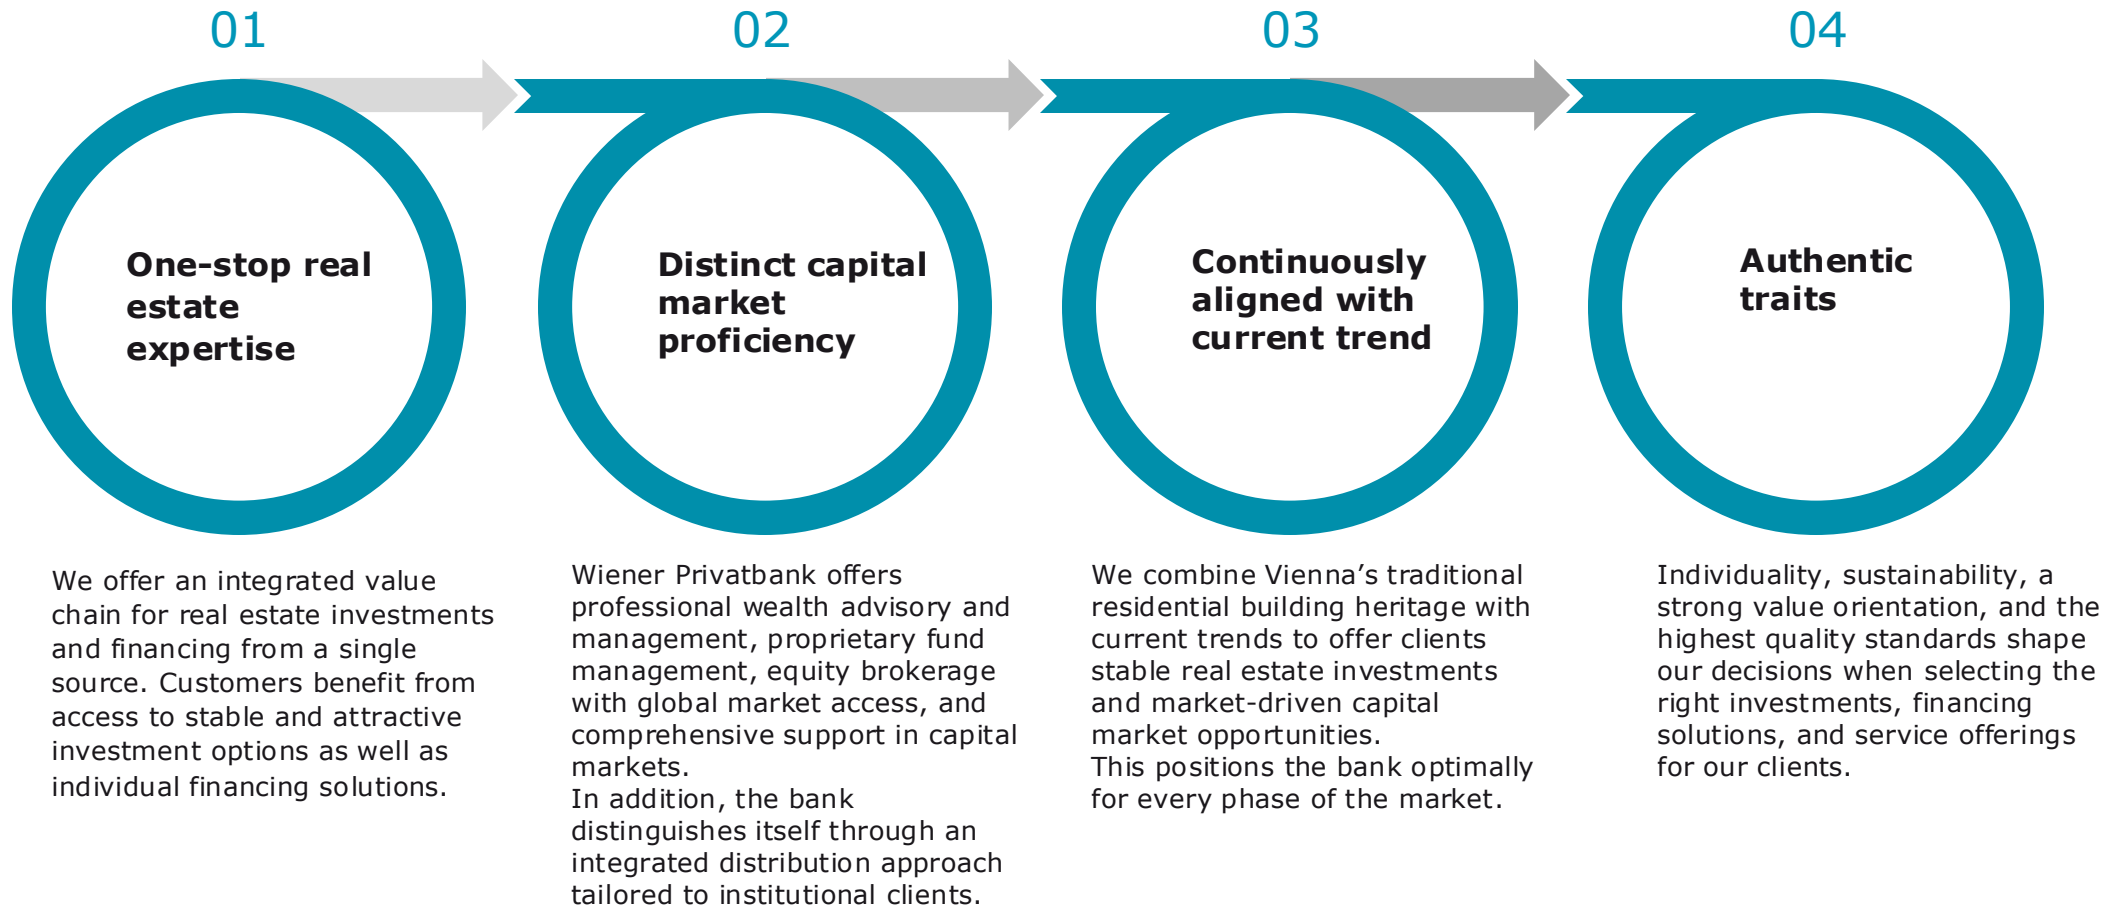 01
One-stop real
estate
expertise
We offer an integrated value
chain for real estate investments
and financing from a single
source. Customers benefit from
access to stable and attractive
investment options as well as
individual financing solutions.
02
Distinct capital
market
proficiency
Wiener Privatbank offers
professional wealth advisory and
management, proprietary fund
management, equity brokerage
with global market access, and
comprehensive support in capital
markets.
In addition, the bank
distinguishes itself through an
integrated distribution approach
tailored to institutional clients.
03
Continuously
aligned with
current trend
We combine Vienna’s traditional
residential building heritage with
current trends to offer clients
stable real estate investments
and market-driven capital
market opportunities.
This positions the bank optimally
for every phase of the market.
04
Authentic
traits
Individuality, sustainability, a
strong value orientation, and the
highest quality standards shape
our decisions when selecting the
right investments, financing
solutions, and service offerings
for our clients.